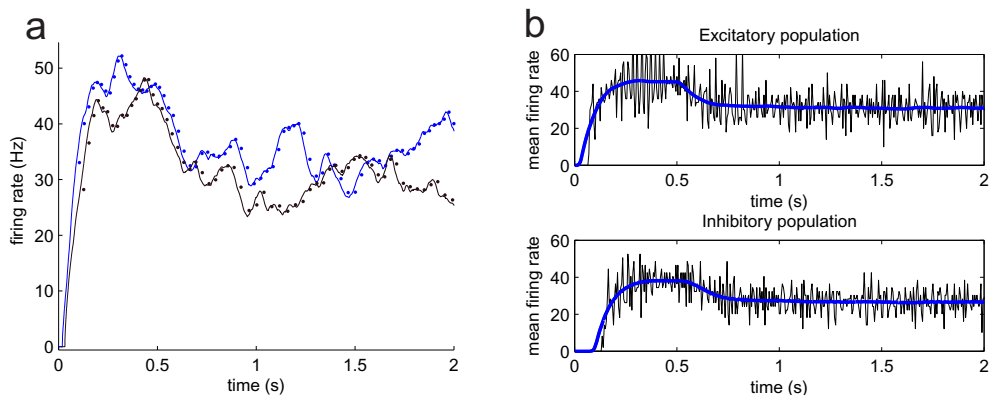 a
firing rate (Hz)
50
40
30
20
10
0
0 0.5 1 1.5 2
time (s)
b
Excitatory population
mean firing rate
60
40
20
0
0 0.5 1 1.5 2
time (s)
Inhibitory population
mean firing rate
60
40
20
0
0 0.5 1 1.5 2
time (s)